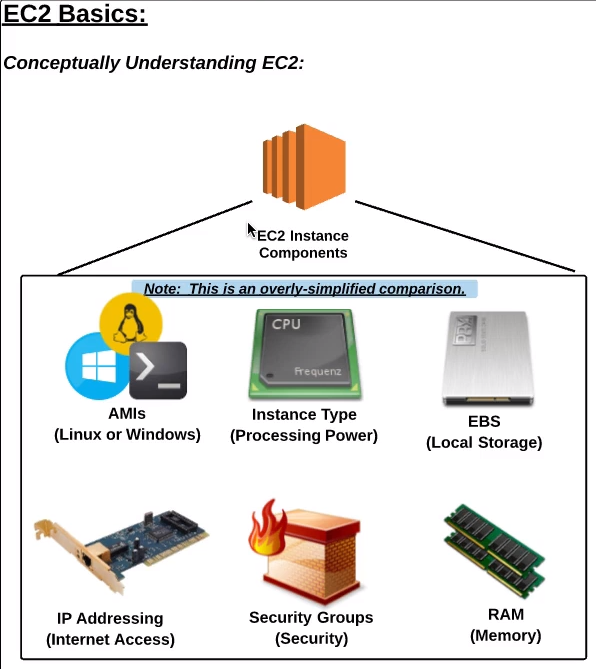 EC2 Basics:
Conceptually Understanding EC2:
EC2 Instance
Components
Note:  This is an overly-simplified comparison.
CPU
Frequenz
AMIs
(Linux or Windows)
Instance Type
(Processing Power)
EBS
(Local Storage)
IP Addressing
(Internet Access)
Security Groups
(Security)
RAM
(Memory)